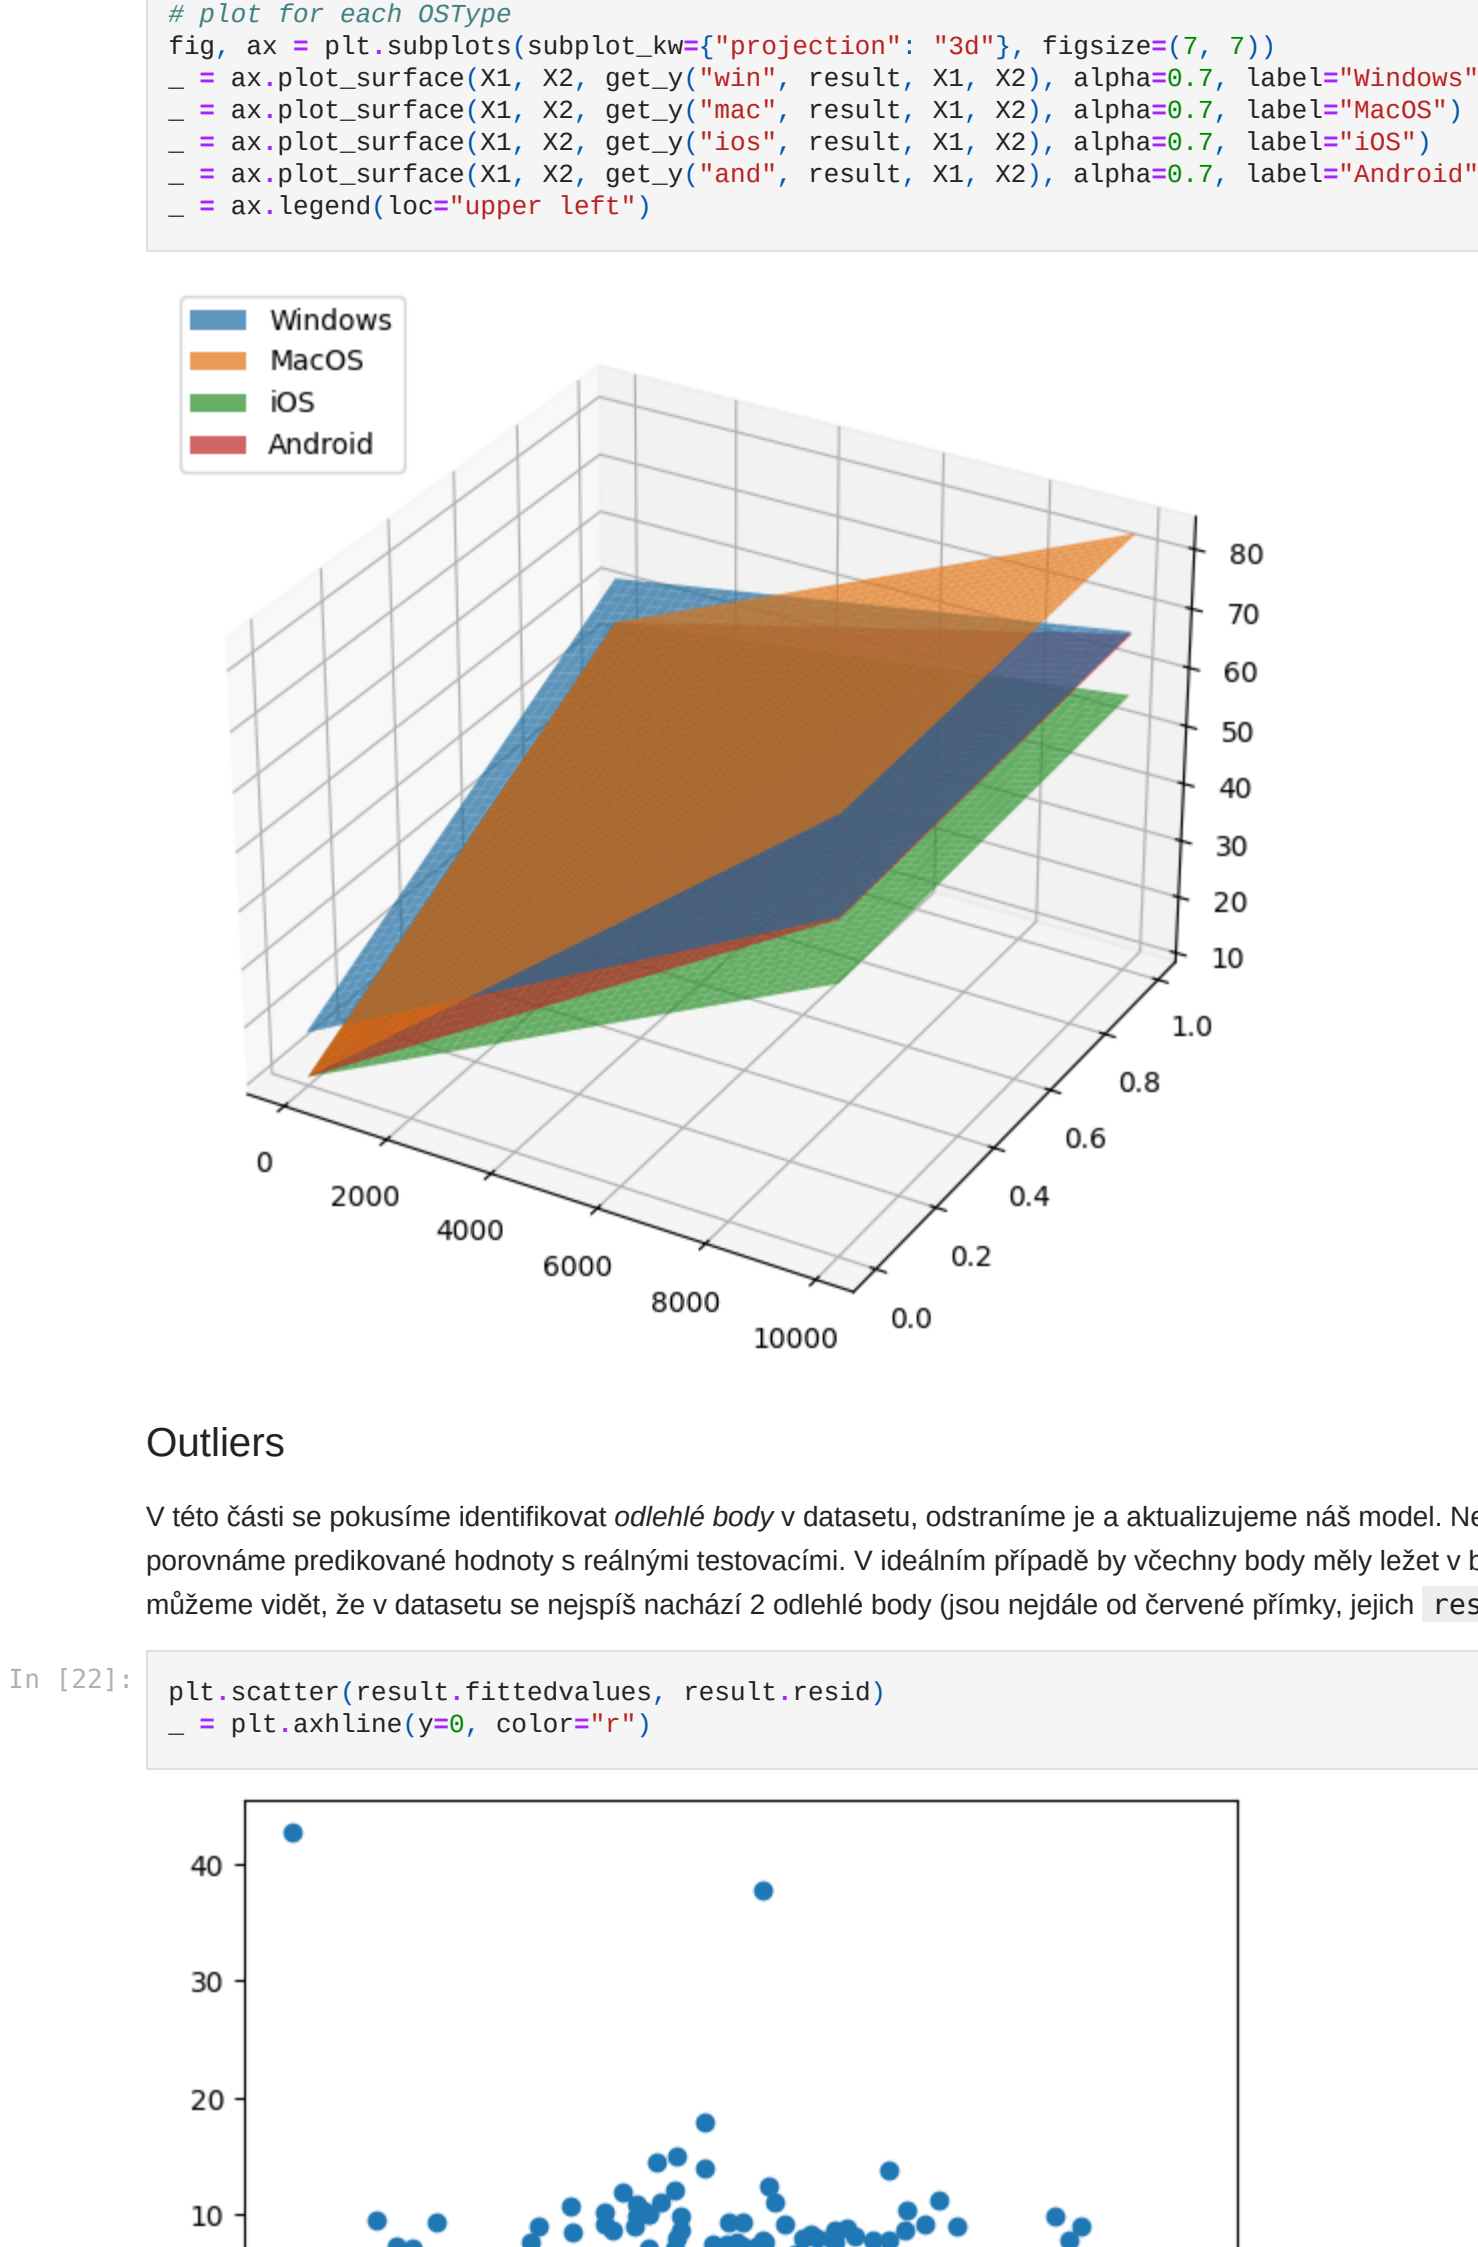 # plot for each OSType
fig, ax = plt.subplots(subplot_kw={"projection": "3d"}, figsize=(7, 7))
_ = ax.plot_surface(X1, X2, get_y("win", result, X1, X2), alpha=0.7, label="Windows"
_ = ax.plot_surface(X1, X2, get_y("mac", result, X1, X2), alpha=0.7, label="MacOS")
_ = ax.plot_surface(X1, X2, get_y("ios", result, X1, X2), alpha=0.7, label="iOS")
_ = ax.plot_surface(X1, X2, get_y("and", result, X1, X2), alpha=0.7, label="Android"
_ = ax.legend(loc="upper left")
Windows
MacOS
iOS
Android
80
70
60
50
40
30
20
10
1.0
0.8
0.6
0.4
0.2
0.0
0
2000
4000
6000
8000
10000
Outliers
V této části se pokusíme identifikovat odlehlé body v datasetu, odstraníme je a aktualizujeme náš model. Ne
porovnáme predikované hodnoty s reálnými testovacími. V ideálním případě by včechny body měly ležet v b
můžeme vidět, že v datasetu se nejspíš nachází 2 odlehlé body (jsou nejdále od červené přímky, jejich res
In [22]:
plt.scatter(result.fittedvalues, result.resid)
_ = plt.axhline(y=0, color="r")
40
30
20
10